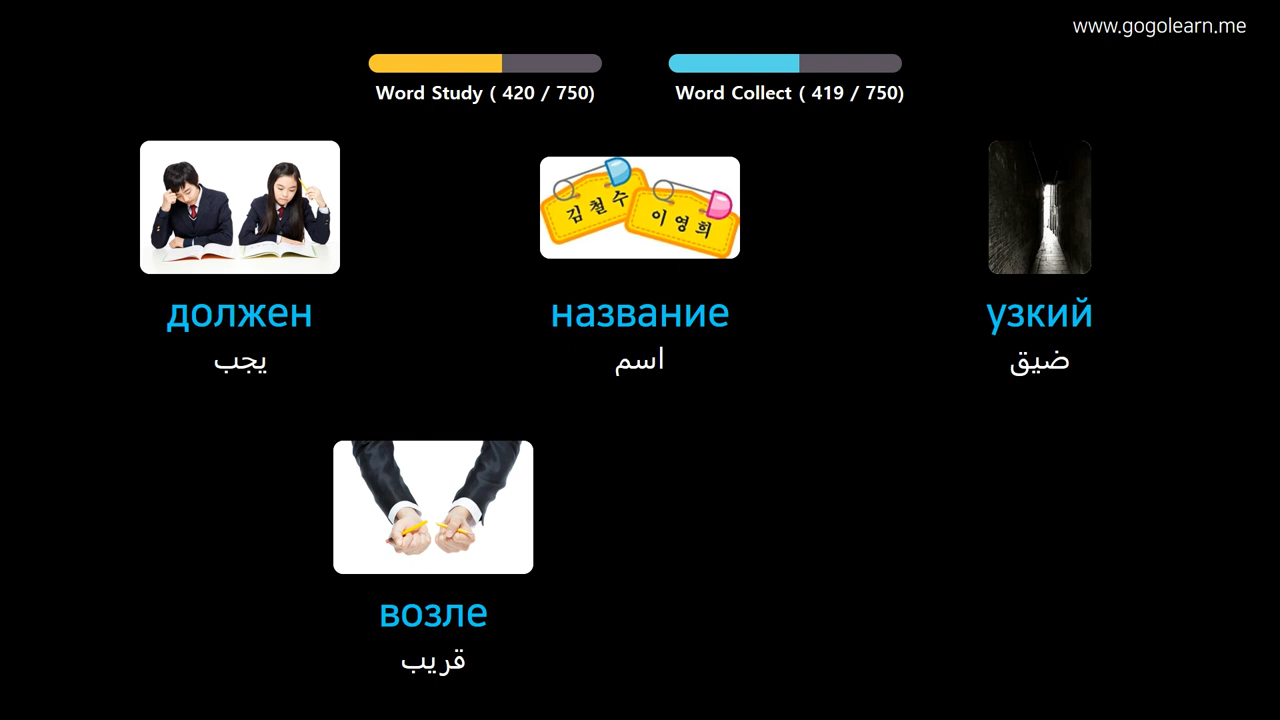 www.gogolearn.me
Word Study ( 420 / 750)
Word Collect ( 419 / 750)
김철수
이영희
должен
يجب
название
اسم
узкий
ضيق
возле
قريب